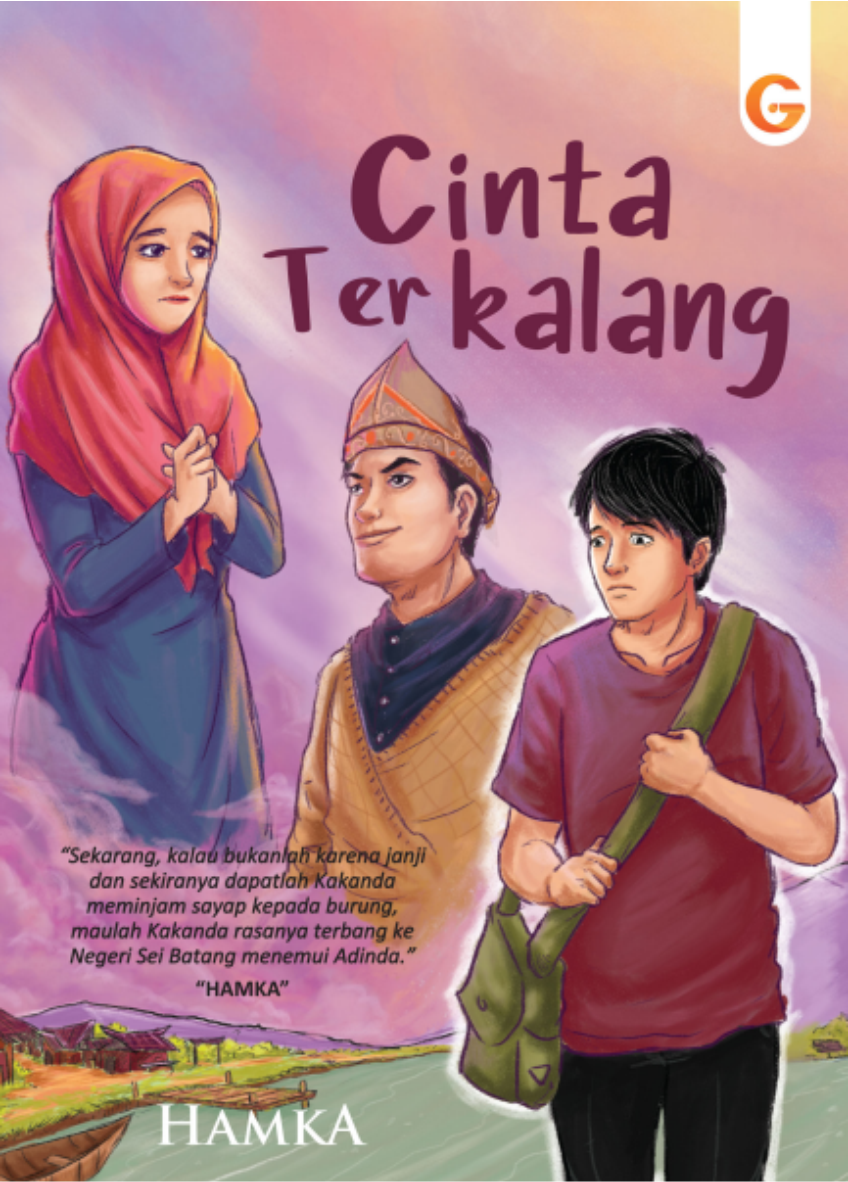 G
Cinta
Terkalang
“Sekarang, kalau bukanlah karena janji
dan sekiranya dapatlah Kakanda
meminjam sayap kepada burung,
maulah Kakanda rasanya terbang ke
Negeri Sei Batang menemui Adinda.”
“HAMKA”
HAMKA